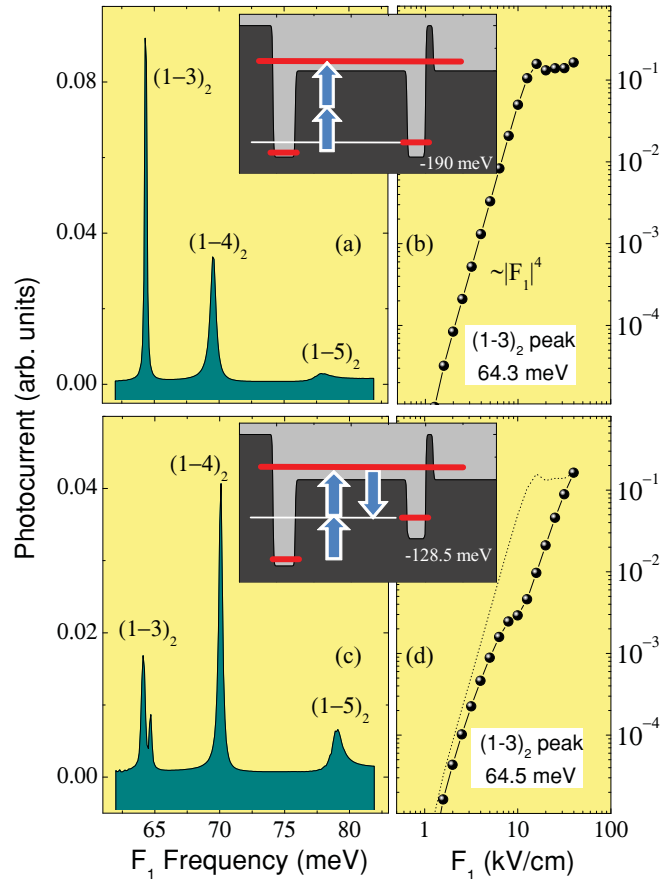 Photocurrent (arb. units)
0.08
0.04
0.00
(1−3)₂
(1−4)₂
(1−5)₂
(a)
-190 meV
(b)
~|F₁|⁴
(1-3)₂ peak
64.3 meV
10⁻¹
10⁻²
10⁻³
10⁻⁴
0.04
0.02
0.00
(1−3)₂
(1−4)₂
(1−5)₂
(c)
-128.5 meV
(d)
(1-3)₂ peak
64.5 meV
10⁻¹
10⁻²
10⁻³
10⁻⁴
65 70 75 80
F₁ Frequency (meV)
1 10 100
F₁ (kV/cm)